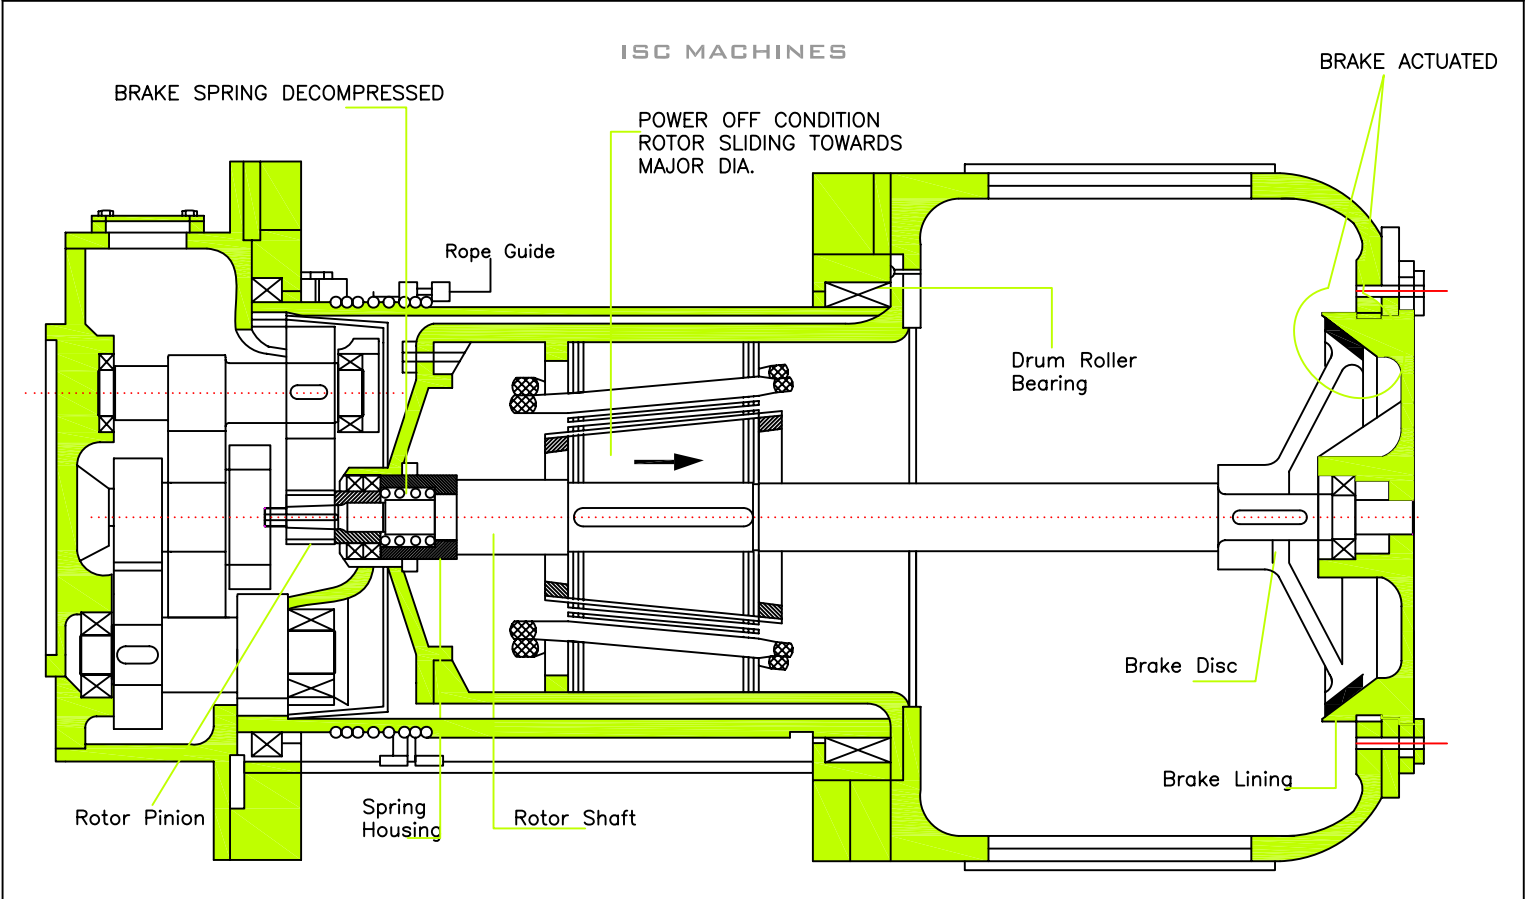 ISC MACHINES
BRAKE ACTUATED
BRAKE SPRING DECOMPRESSED
POWER OFF CONDITION
ROTOR SLIDING TOWARDS
MAJOR DIA.
Rope Guide
Drum Roller
Bearing
Brake Disc
Brake Lining
Rotor Pinion
Spring
Housing
Rotor Shaft